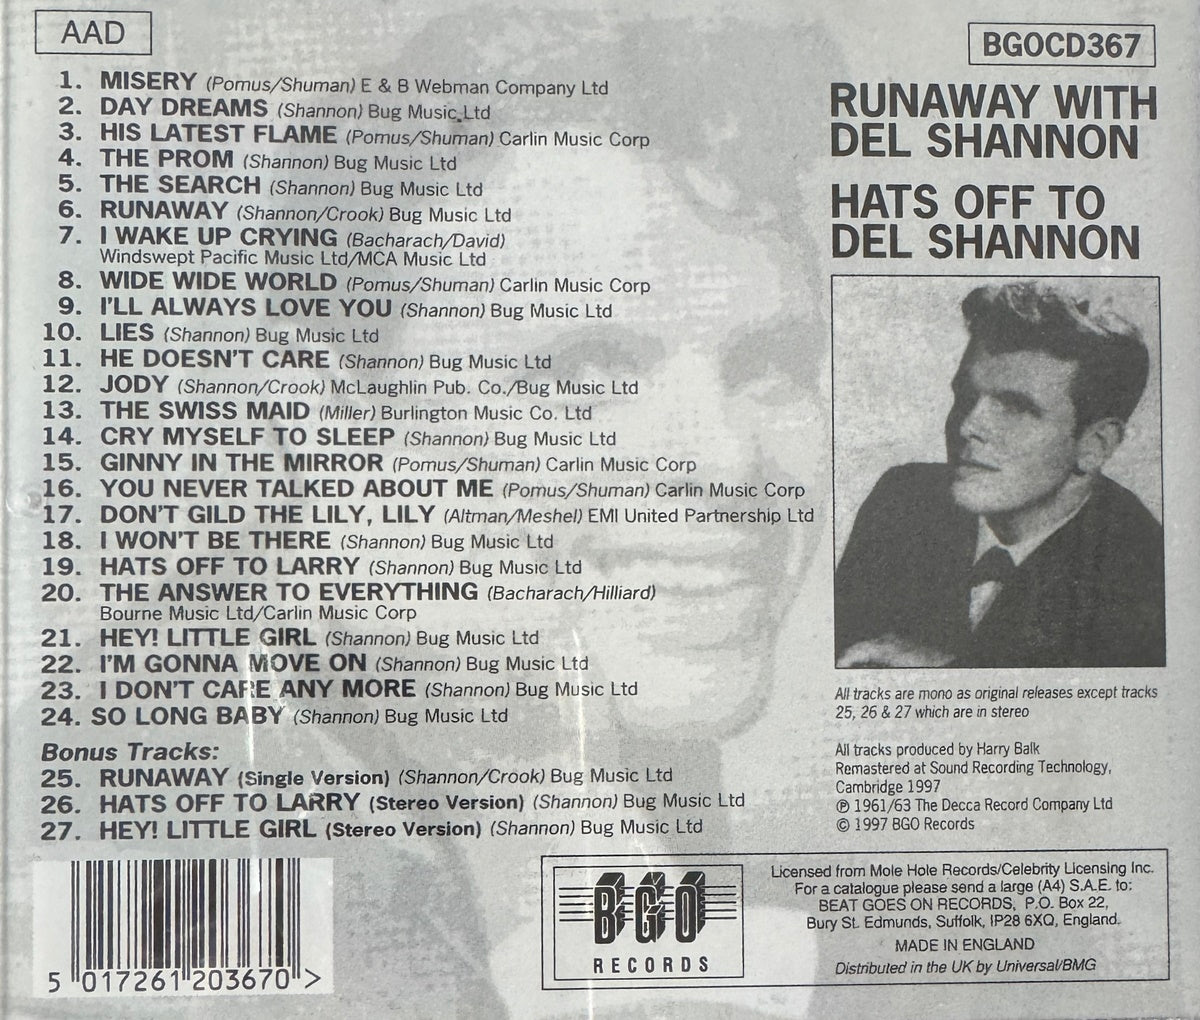 AAD
1. MISERY (Pomus/Shuman) E & B Webman Company Ltd
2. DAY DREAMS (Shannon) Bug Music Ltd
3. HIS LATEST FLAME (Pomus/Shuman) Carlin Music Corp
4. THE PROM (Shannon) Bug Music Ltd
5. THE SEARCH (Shannon) Bug Music Ltd
6. RUNAWAY (Shannon/Crook) Bug Music Ltd
7. I WAKE UP CRYING (Bacharach/David)
Windswept Pacific Music Ltd/MCA Music Ltd
8. WIDE WIDE WORLD (Pomus/Shuman) Carlin Music Corp
9. I'LL ALWAYS LOVE YOU (Shannon) Bug Music Ltd
10. LIES (Shannon) Bug Music Ltd
11. HE DOESN'T CARE (Shannon) Bug Music Ltd
12. JODY (Shannon/Crook) McLaughlin Pub. Co./Bug Music Ltd
13. THE SWISS MAID (Miller) Burlington Music Co. Ltd
14. CRY MYSELF TO SLEEP (Shannon) Bug Music Ltd
15. GINNY IN THE MIRROR (Pomus/Shuman) Carlin Music Corp
16. YOU NEVER TALKED ABOUT ME (Pomus/Shuman) Carlin Music Corp
17. DON'T GILD THE LILY, LILY (Altman/Meshel) EMI United Partnership Ltd
18. I WON'T BE THERE (Shannon) Bug Music Ltd
19. HATS OFF TO LARRY (Shannon) Bug Music Ltd
20. THE ANSWER TO EVERYTHING (Bacharach/Hilliard)
Bourne Music Ltd/Carlin Music Corp
21. HEY! LITTLE GIRL (Shannon) Bug Music Ltd
22. I'M GONNA MOVE ON (Shannon) Bug Music Ltd
23. I DON'T CARE ANY MORE (Shannon) Bug Music Ltd
24. SO LONG BABY (Shannon) Bug Music Ltd
Bonus Tracks:
25. RUNAWAY (Single Version) (Shannon/Crook) Bug Music Ltd
26. HATS OFF TO LARRY (Stereo Version) (Shannon) Bug Music Ltd
27. HEY! LITTLE GIRL (Stereo Version) (Shannon) Bug Music Ltd
5 017261 203670 >
BGOCD367
RUNAWAY WITH
DEL SHANNON
HATS OFF TO
DEL SHANNON
All tracks are mono as original releases except tracks
25, 26 & 27 which are in stereo
All tracks produced by Harry Balk
Remastered at Sound Recording Technology,
Cambridge 1997
℗ 1961/63 The Decca Record Company Ltd
© 1997 BGO Records
BGO
RECORDS
Licensed from Mole Hole Records/Celebrity Licensing Inc.
For a catalogue please send a large (A4) S.A.E. to:
BEAT GOES ON RECORDS, P.O. Box 22,
Bury St. Edmunds, Suffolk, IP28 6XQ, England.
MADE IN ENGLAND
Distributed in the UK by Universal/BMG